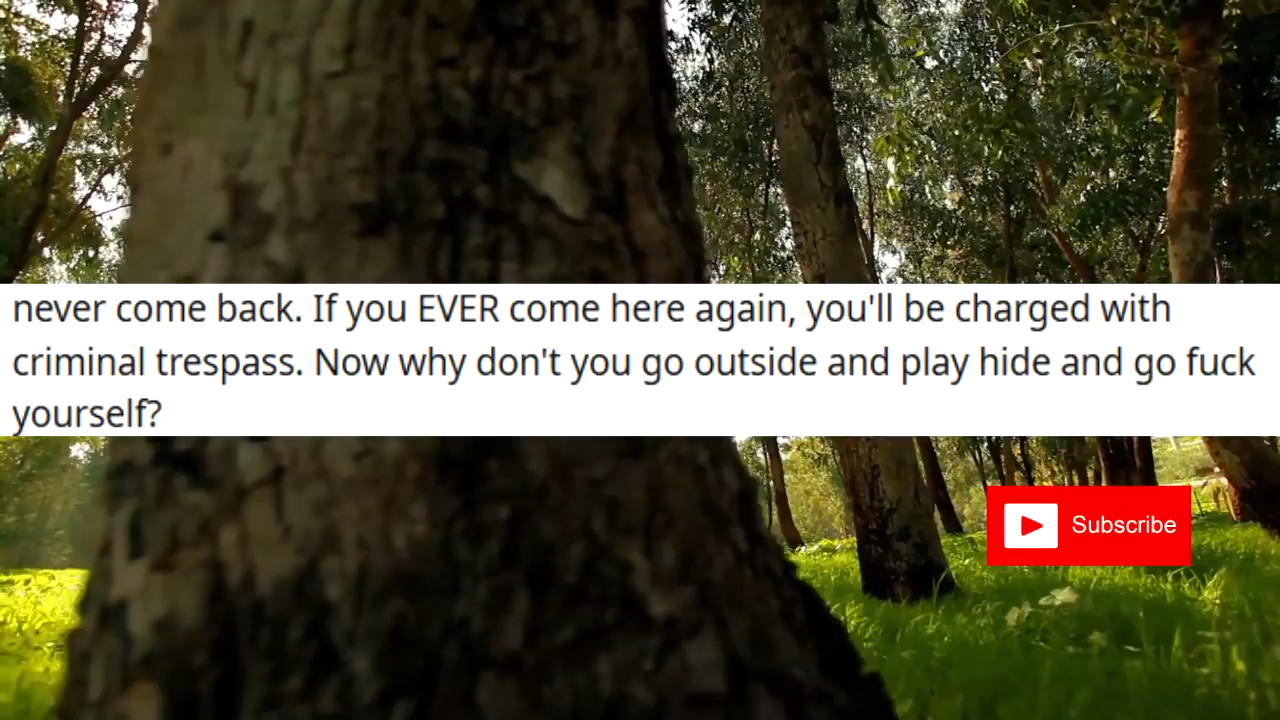 never come back. If you EVER come here again, you'll be charged with
criminal trespass. Now why don't you go outside and play hide and go fuck
yourself?
Subscribe